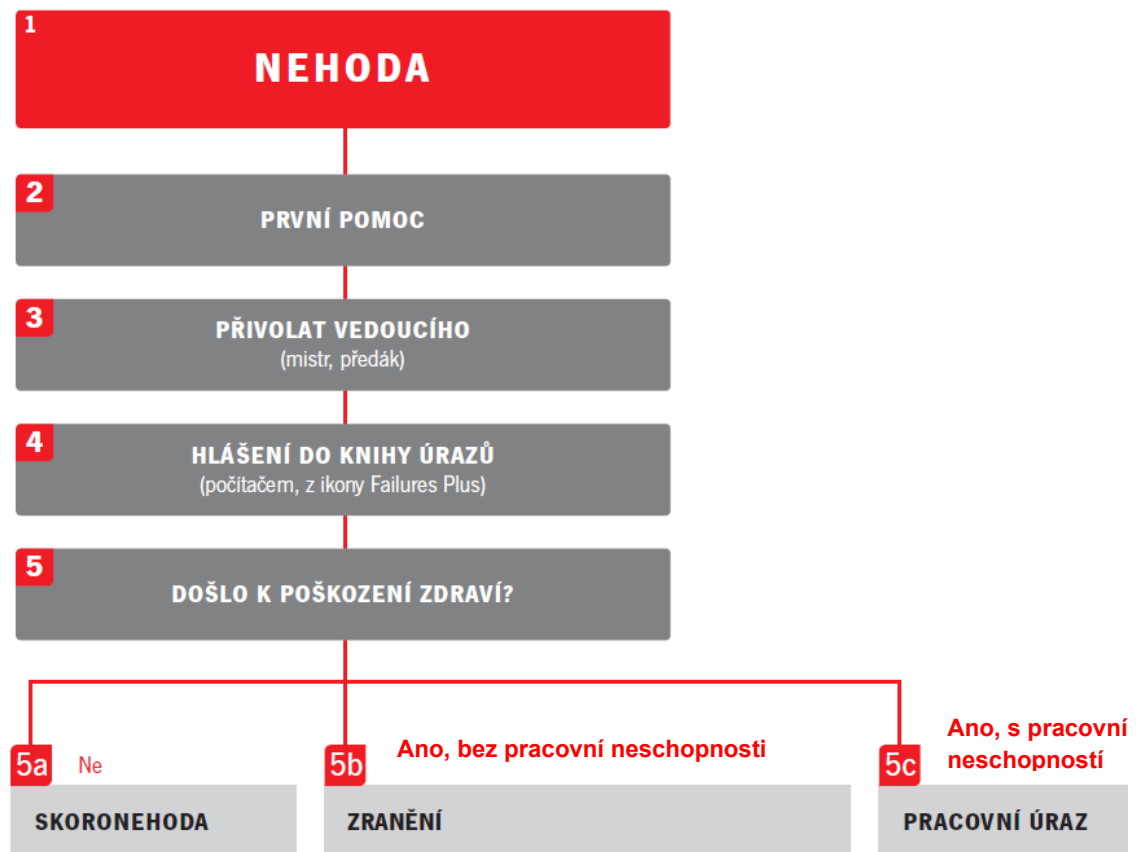 1
NEHODA
2
PRVNÍ POMOC
3
PŘIVOLAT VEDOUCÍHO
(mistr, předák)
4
HLÁŠENÍ DO KNIHY ÚRAZŮ
(počítačem, z ikony Failures Plus)
5
DOŠLO K POŠKOZENÍ ZDRAVÍ?
5a Ne
SKORONEHODA
5b Ano, bez pracovní neschopnosti
ZRANĚNÍ
5c Ano, s pracovní
neschopností
PRACOVNÍ ÚRAZ